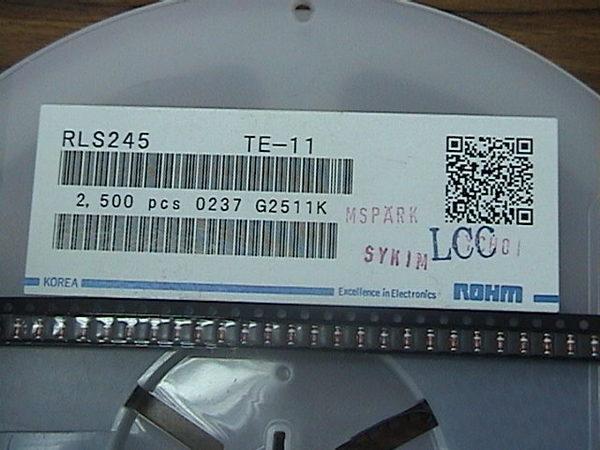 RLS245 TE-11
2,500 pcs 0237 G2511K
MSPARK
SYKIM LCC
KOREA Excellence in Electronics ROHM